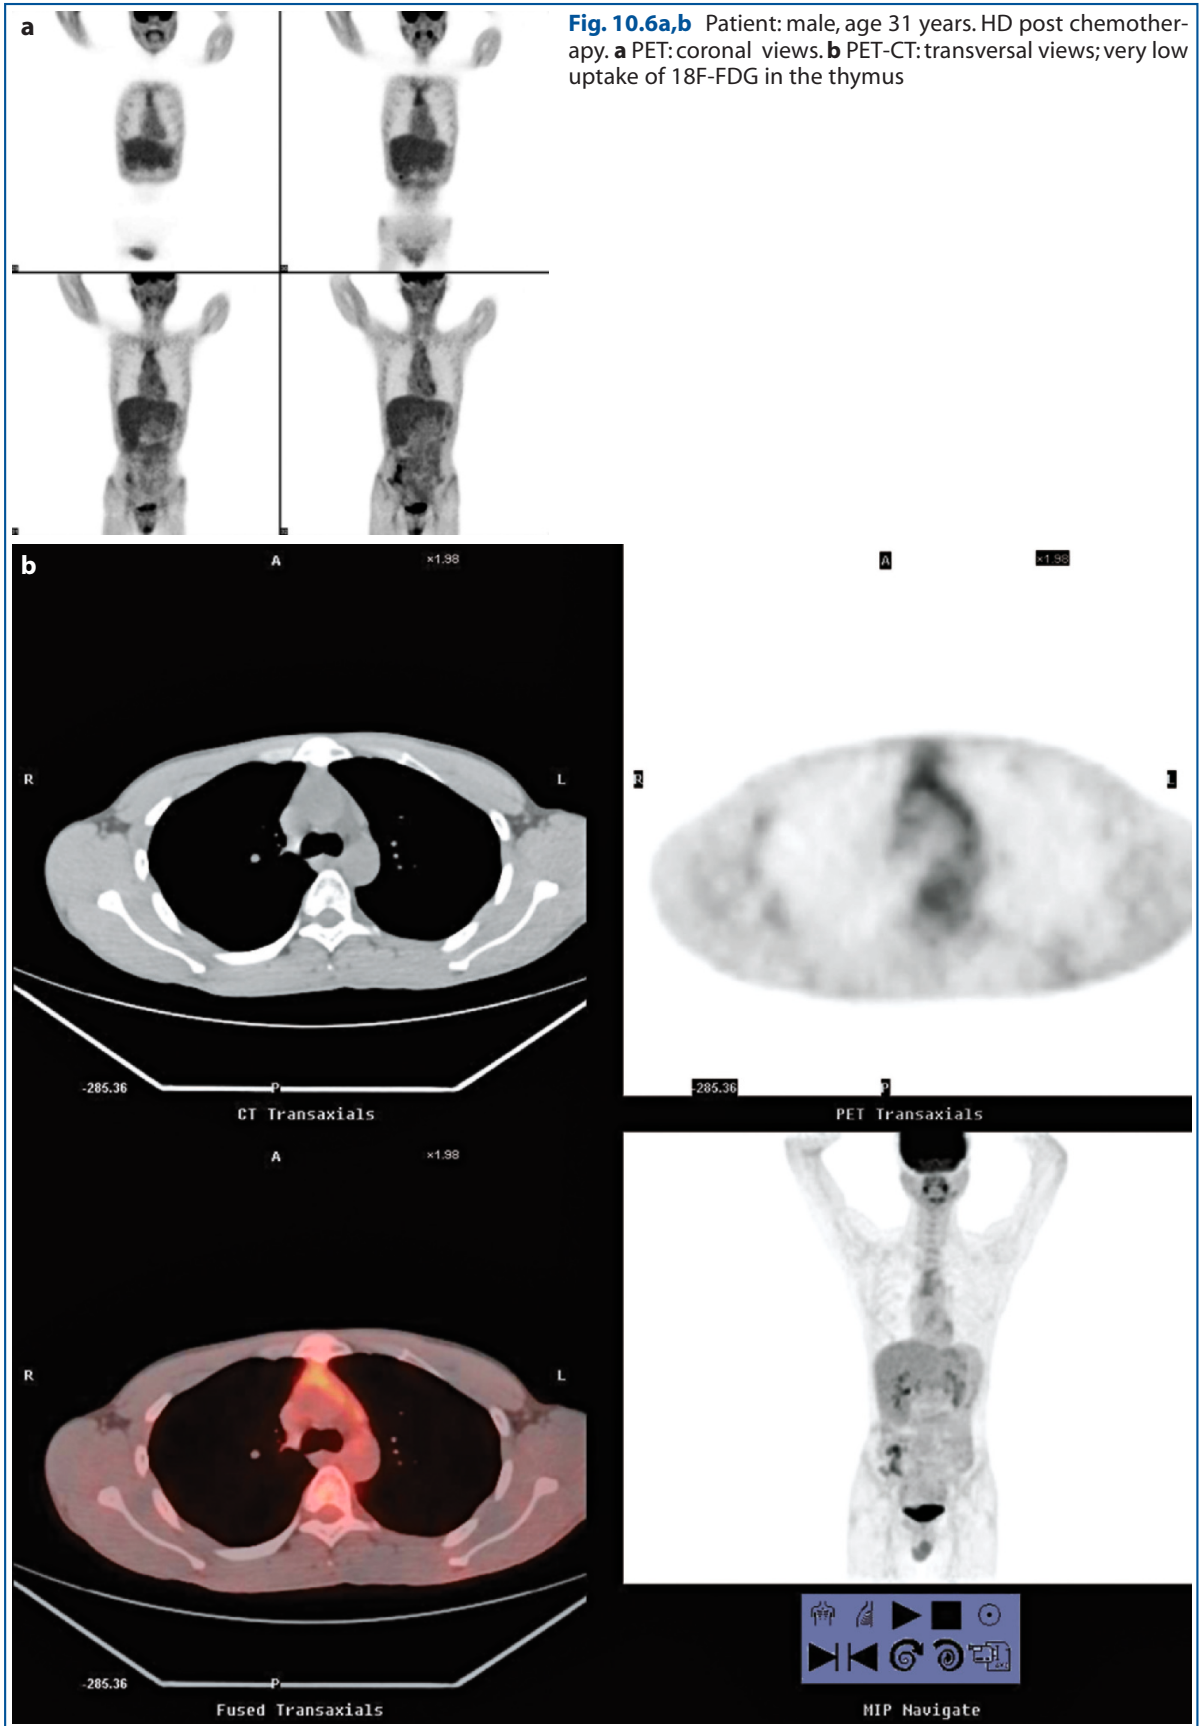 a
Fig. 10.6a,b Patient: male, age 31 years. HD post chemother-
apy. a PET: coronal views. b PET-CT: transversal views; very low
uptake of 18F-FDG in the thymus
b
A
×1.98
R
L
-285.36
P
CT Transaxials
A
×1.98
R
L
-285.36
P
PET Transaxials
A
×1.98
R
L
-285.36
P
Fused Transaxials
MIP Navigate